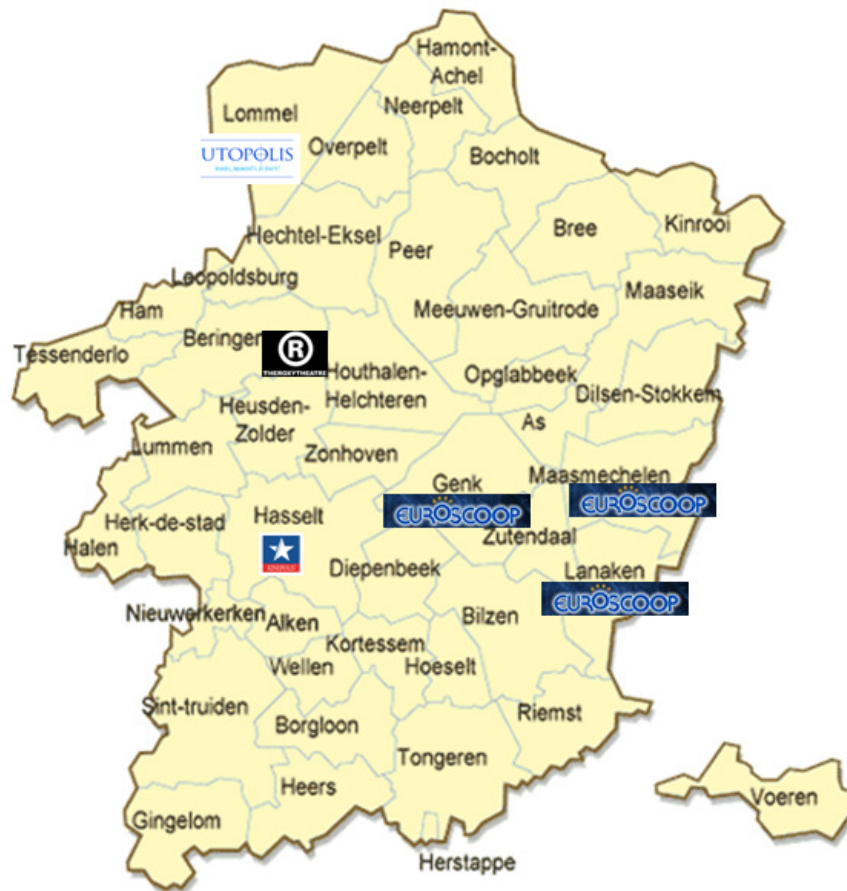 Hamont-
Achel
Neerpelt
Lommel
UTOPOLIS
Overpelt
Bocholt
Kinrooi
Bree
Hechtel-Eksel
Peer
Leopoldsburg
Maaseik
Ham
Meeuwen-Gruitrode
Beringen
R
THEROXYTHEATRE
Tessenderlo
Houthalen-
Helchteren
Opglabbeek
Dilsen-Stokkem
Heusden-
Zolder
As
Lummen
Zonhoven
Maasmechelen
Genk
EUROSCOOP
EUROSCOOP
Herk-de-stad
Hasselt
Zutendaal
Halen
KINEPOLIS
Diepenbeek
Lanaken
EUROSCOOP
Nieuwerkerken
Alken
Bilzen
Kortessem
Wellen
Hoeselt
Sint-truiden
Borgloon
Riemst
Tongeren
Heers
Voeren
Gingelom
Herstappe